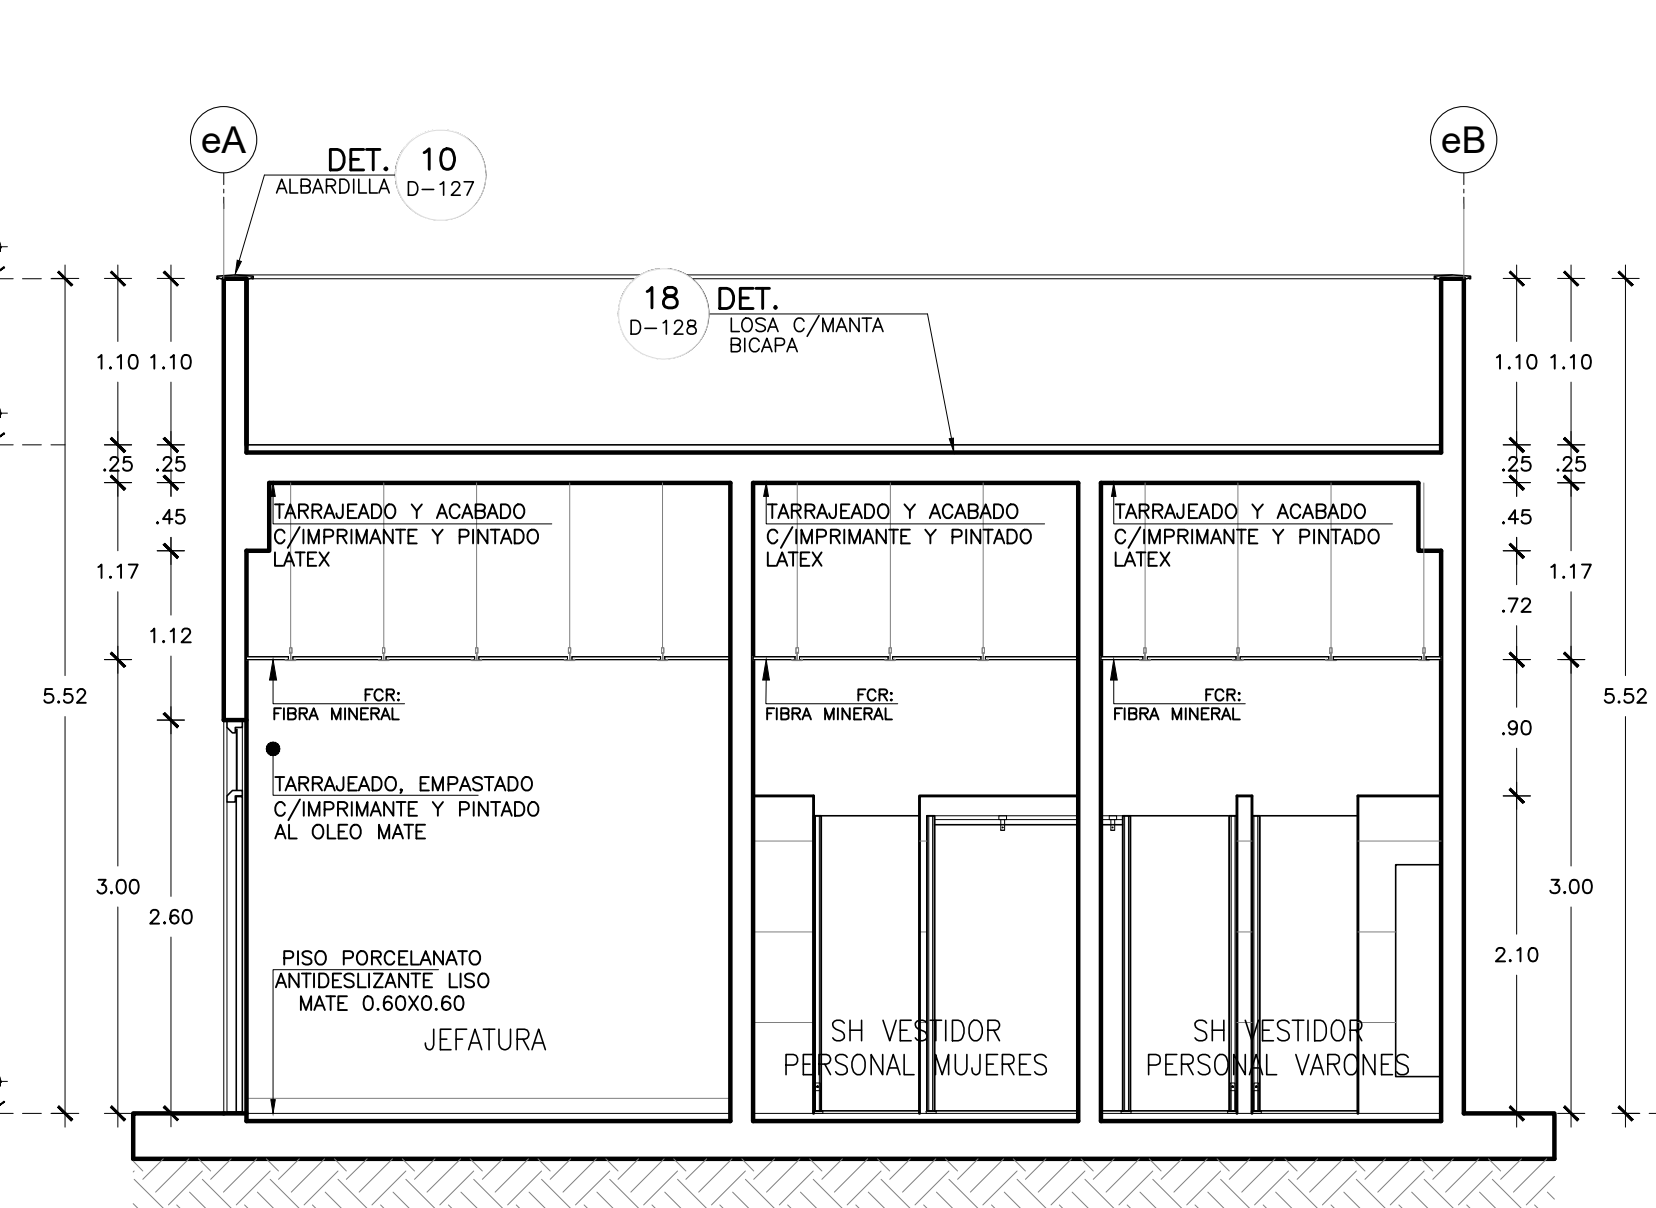 eA
eB
DET. 10
ALBARDILLA D-127
18 DET.
D-128
LOSA C/MANTA
BICAPA
1.10 1.10
1.10 1.10
.25 .25
.25 .25
.45
.45
TARRAJEADO Y ACABADO
C/IMPRIMANTE Y PINTADO
LATEX
TARRAJEADO Y ACABADO
C/IMPRIMANTE Y PINTADO
LATEX
TARRAJEADO Y ACABADO
C/IMPRIMANTE Y PINTADO
LATEX
1.17
1.17
.72
1.12
5.52
5.52
FCR:
FIBRA MINERAL
FCR:
FIBRA MINERAL
FCR:
FIBRA MINERAL
.90
TARRAJEADO, EMPASTADO
C/IMPRIMANTE Y PINTADO
AL OLEO MATE
3.00
3.00
2.60
2.10
PISO PORCELANATO
ANTIDESLIZANTE LISO
MATE 0.60X0.60
JEFATURA
SH VESTIDOR
PERSONAL MUJERES
SH VESTIDOR
PERSONAL VARONES